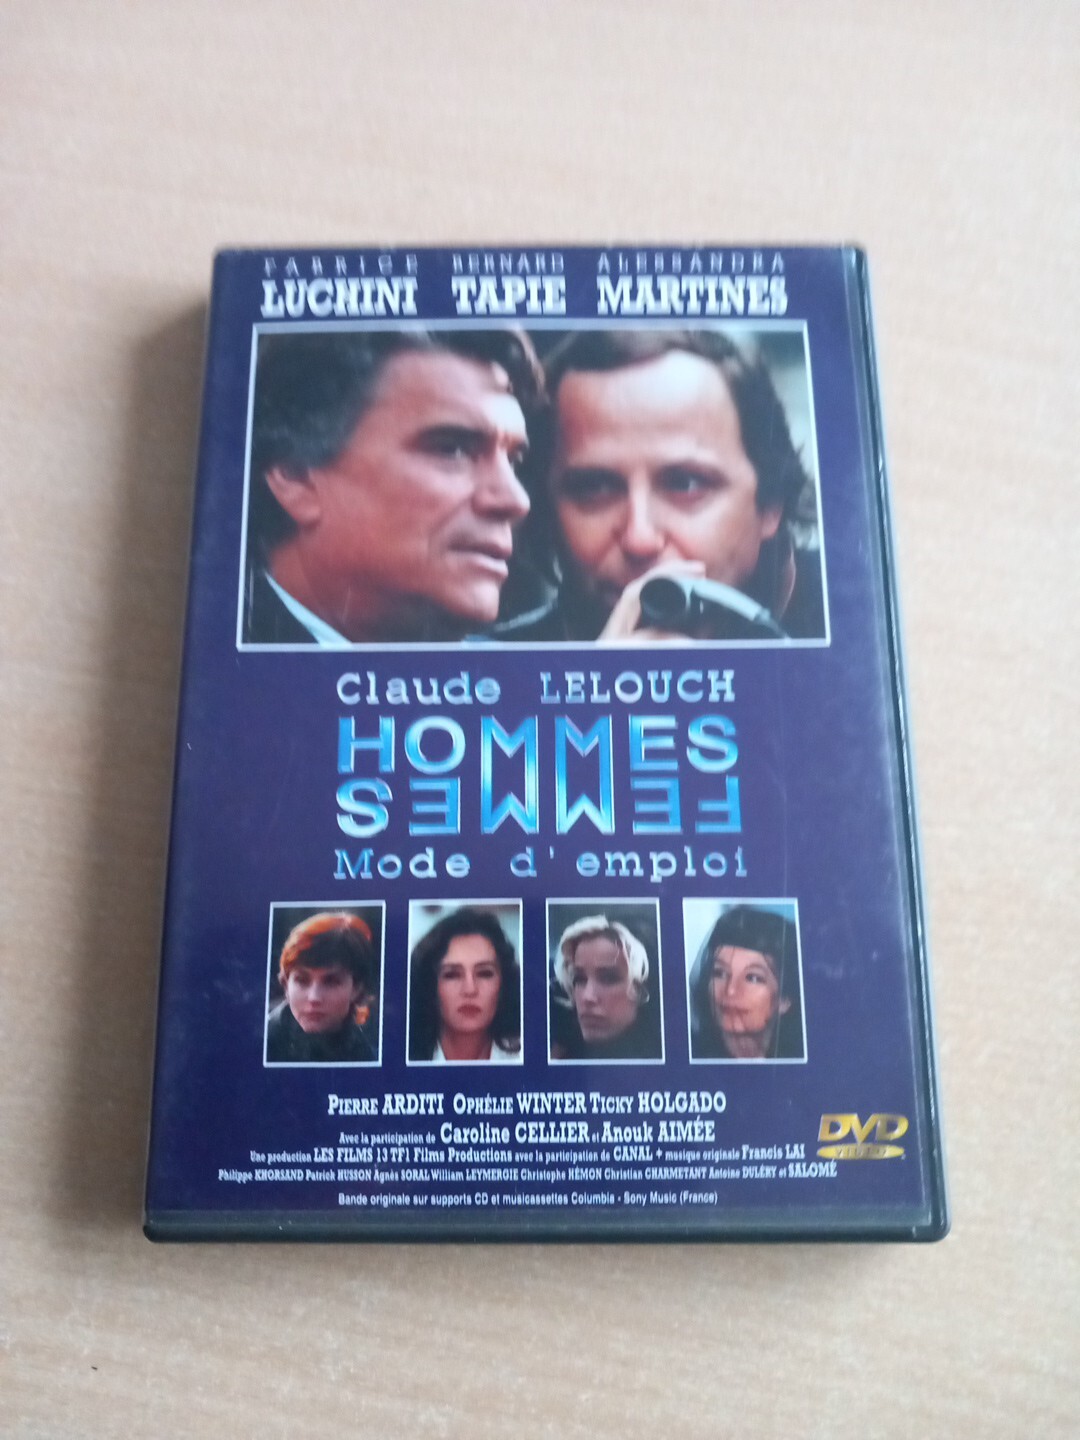 FABRICE BERNARD ALESSANDRA
LUCHINI TAPIE MARTINES
Claude LELOUCH
HOMMES
FEMMES
Mode d'emploi
PIERRE ARDITI OPHÉLIE WINTER TICKY HOLGADO
Avec la participation de Caroline CELLIER et Anouk AIMÉE
Une production LES FILMS 13 TF1 Films Productions avec la participation de CANAL + musique originale Francis LAI
Philippe KHORSAND Patrick HUSSON Agnès SORAL William LEYMERGIE Christophe HÉMON Christian CHARMETANT Antoine DULÉRY et SALOMÉ
Bande originale sur supports CD et musicassettes Columbia - Sony Music (France)
DVD
VIDEO